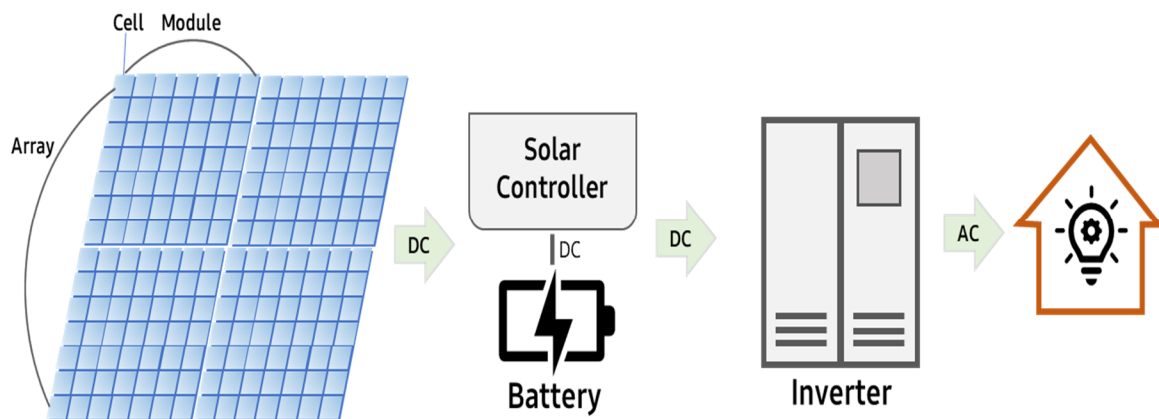 Cell Module
Array
Solar
Controller
DC
DC
DC
AC
Battery
Inverter